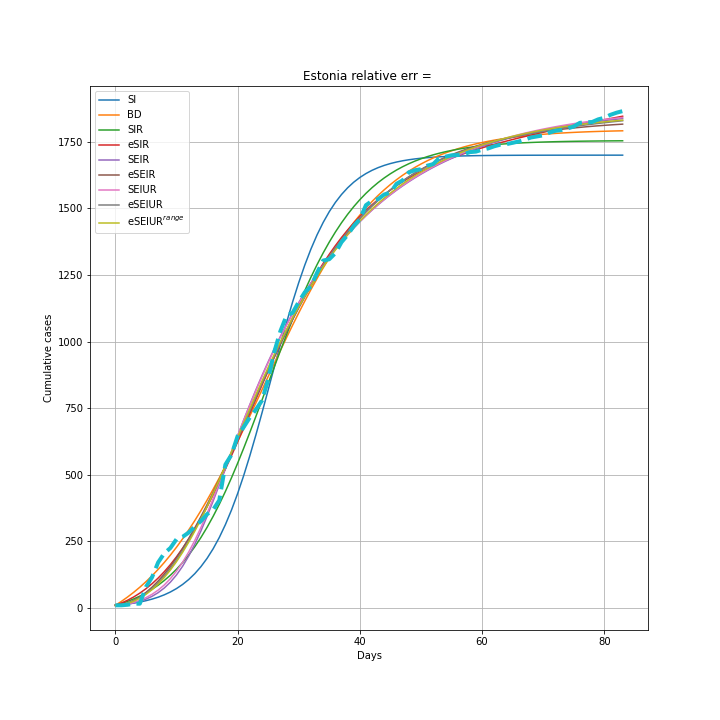 Estonia relative err =
SI
BD
SIR
eSIR
SEIR
eSEIR
SEIUR
eSEIUR
eSEIUR^range
Cumulative cases
1750
1500
1250
1000
750
500
250
0
0 20 40 60 80
Days